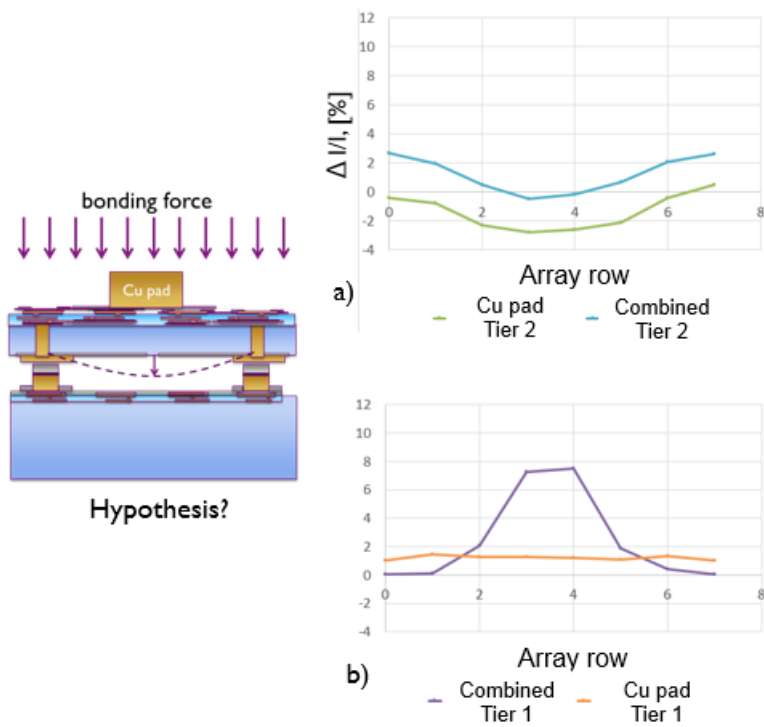 bonding force
Cu pad
Hypothesis?
Δ I/I, [%]
12
10
8
6
4
2
0
-2
-4
0 2 4 6 8
Array row
a)
Cu pad Tier 2
Combined Tier 2
12
10
8
6
4
2
0
-2
-4
0 2 4 6 8
Array row
b)
Combined Tier 1
Cu pad Tier 1